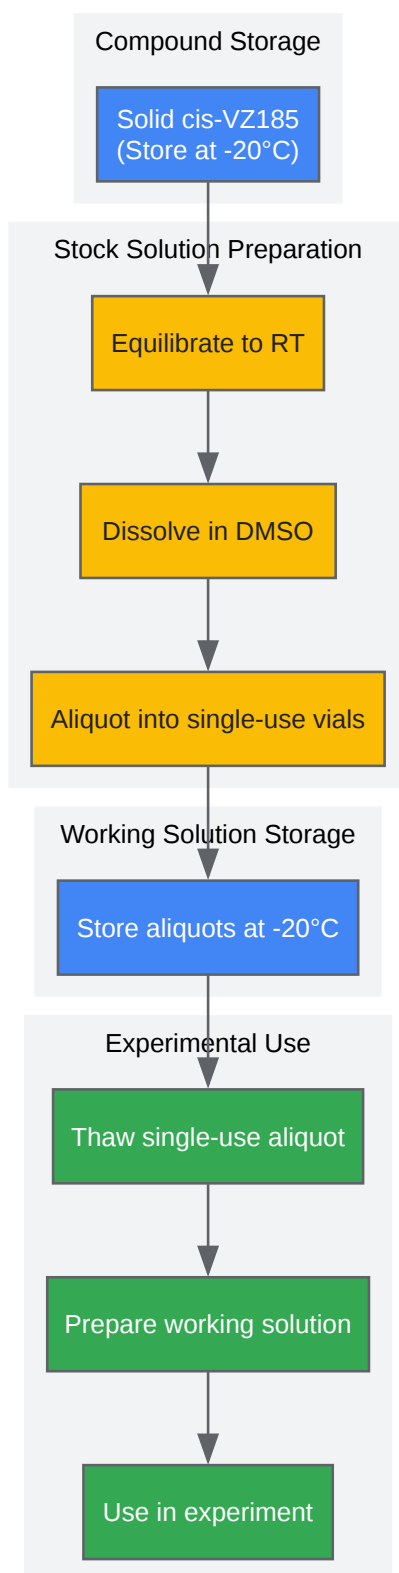 Compound Storage
Solid cis-VZ185
(Store at -20°C)
Stock Solution Preparation
Equilibrate to RT
Dissolve in DMSO
Aliquot into single-use vials
Working Solution Storage
Store aliquots at -20°C
Experimental Use
Thaw single-use aliquot
Prepare working solution
Use in experiment